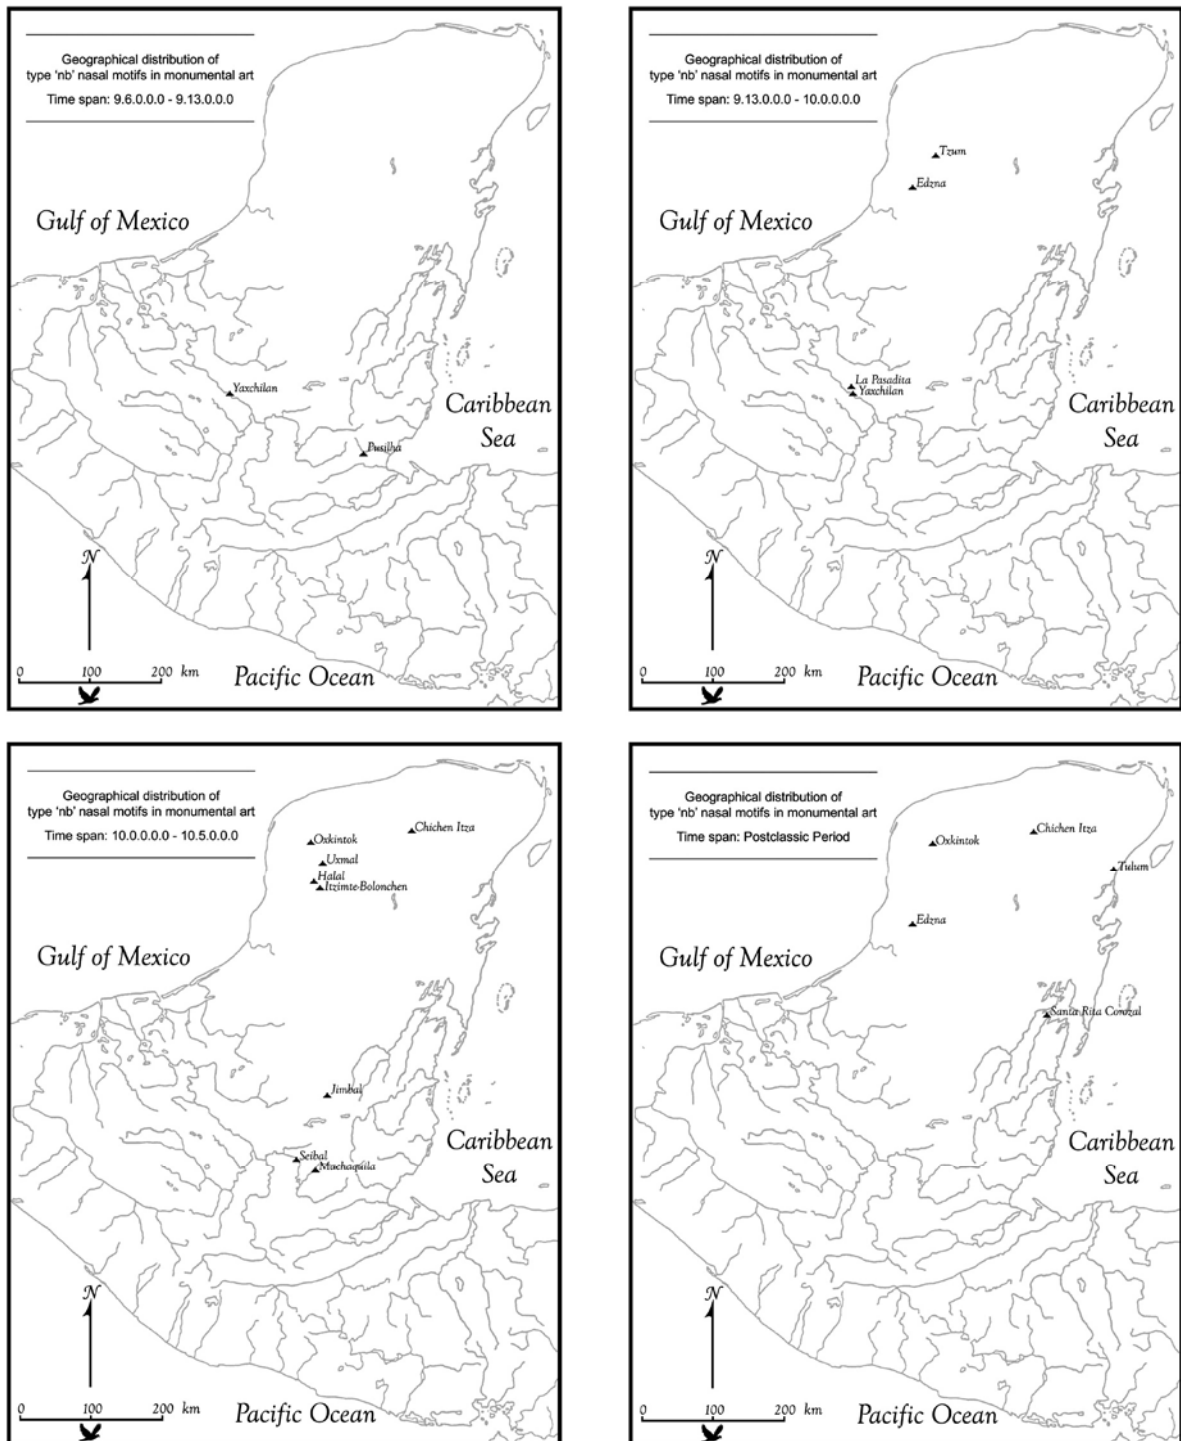 Geographical distribution of
type 'nb' nasal motifs in monumental art
Time span: 9.6.0.0.0 - 9.13.0.0.0
Gulf of Mexico
Yaxchilan
Caribbean
Sea
Pusilha
N
0 100 200 km
Pacific Ocean
Geographical distribution of
type 'nb' nasal motifs in monumental art
Time span: 9.13.0.0.0 - 10.0.0.0.0
Tzum
Edzna
Gulf of Mexico
La Pasadita
Yaxchilan
Caribbean
Sea
N
0 100 200 km
Pacific Ocean
Geographical distribution of
type 'nb' nasal motifs in monumental art
Time span: 10.0.0.0.0 - 10.5.0.0.0
Chichen Itza
Oxkintok
Uxmal
Halal
Itzimte-Bolonchen
Gulf of Mexico
Jimbal
Caribbean
Sea
Seibal
Machaquila
N
0 100 200 km
Pacific Ocean
Geographical distribution of
type 'nb' nasal motifs in monumental art
Time span: Postclassic Period
Chichen Itza
Oxkintok
Tulum
Edzna
Gulf of Mexico
Santa Rita Corozal
Caribbean
Sea
N
0 100 200 km
Pacific Ocean